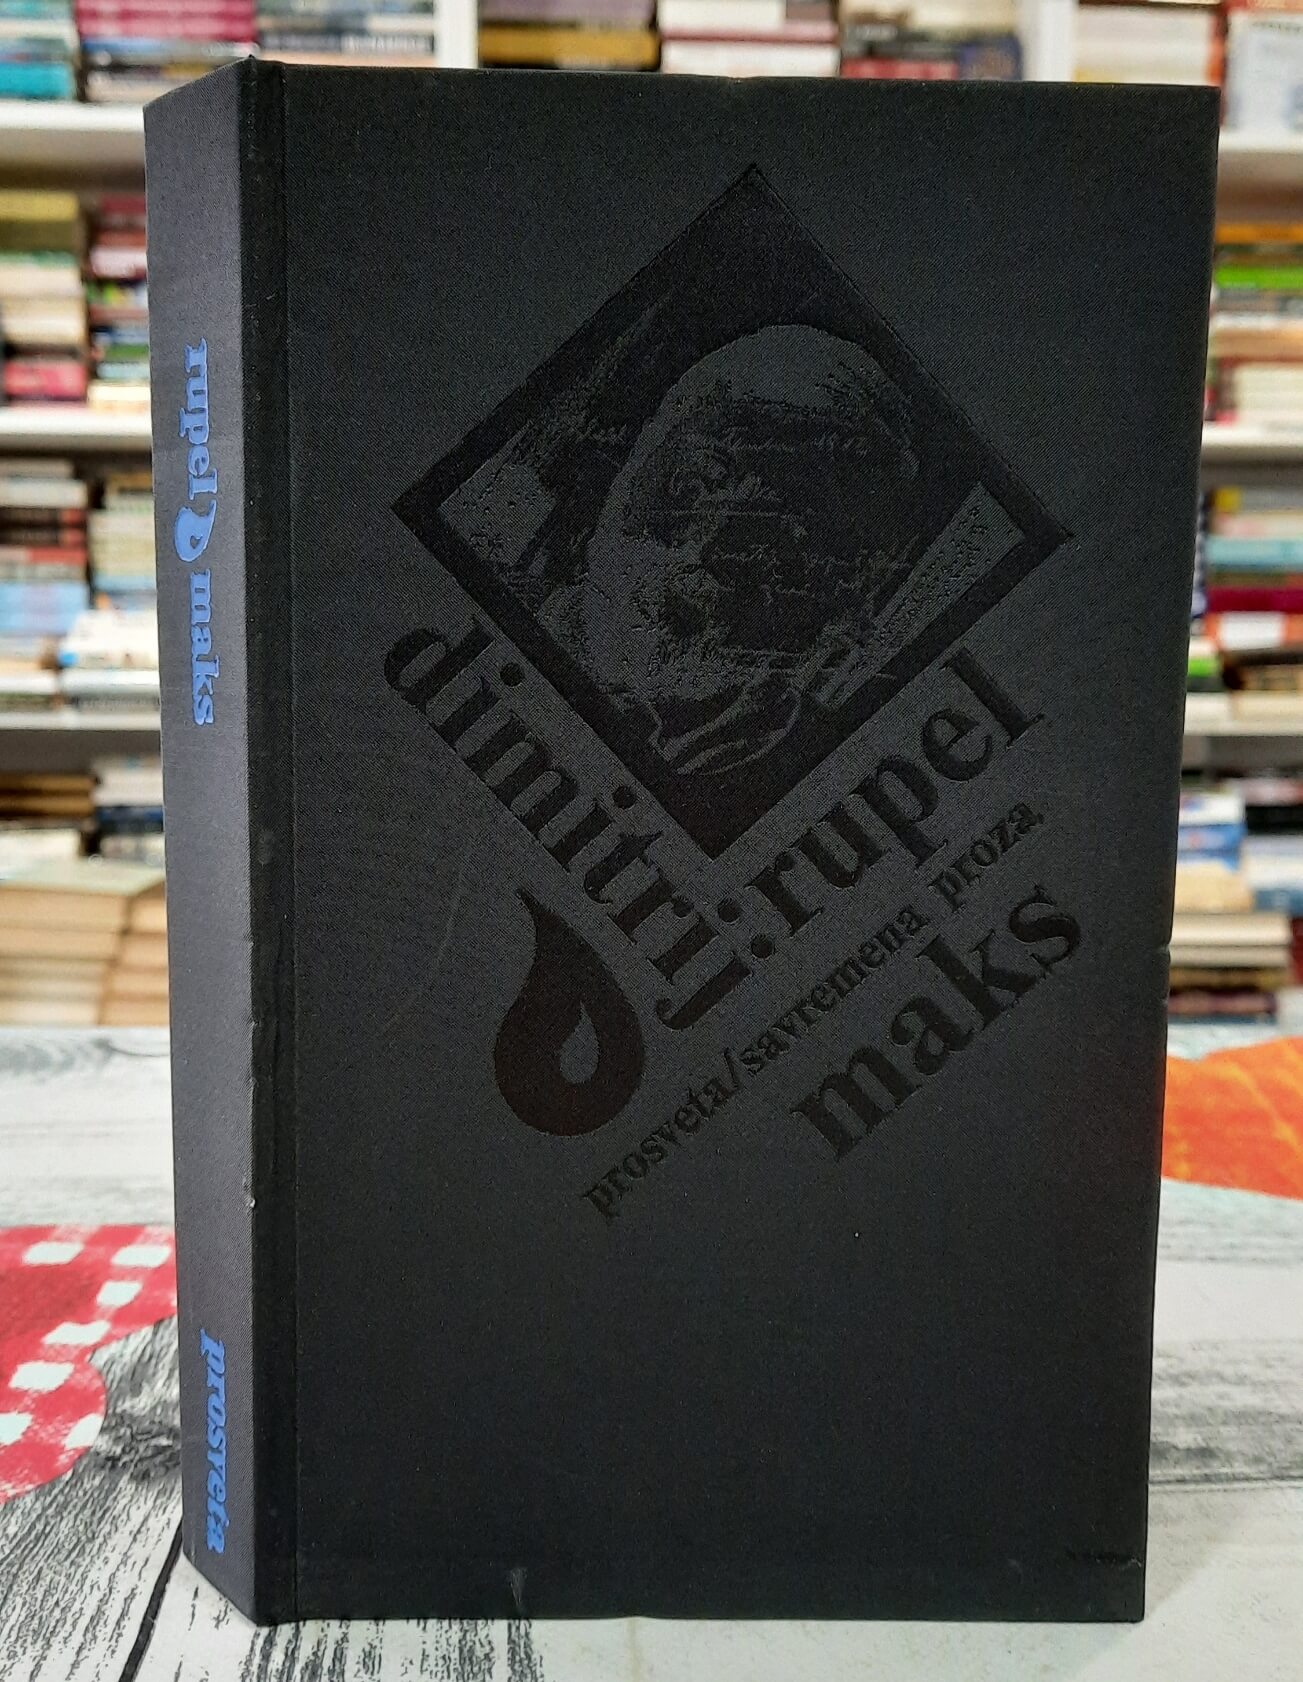 rupel maks
prosveta
dimitrij rupel
prosveta/savremena proza
maks